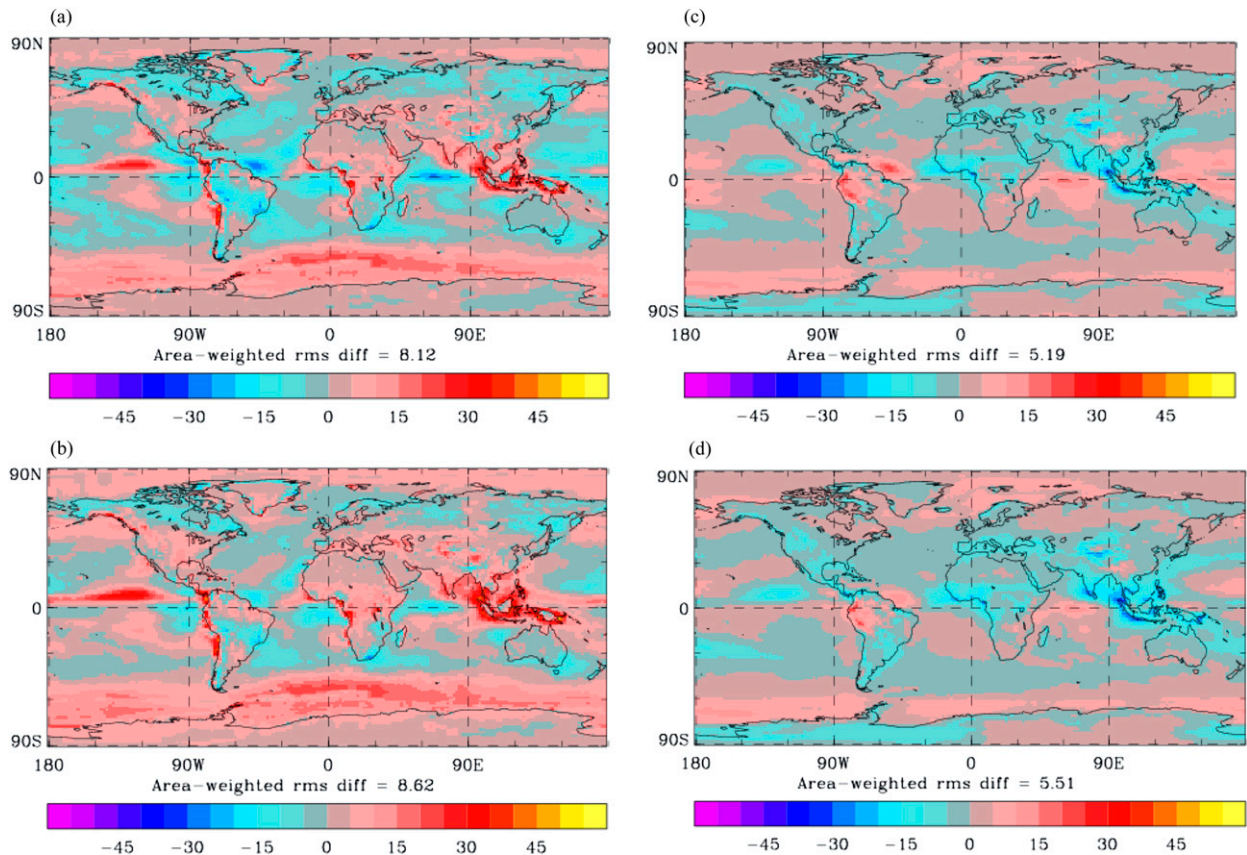 (a)
90N
0
90S
180 90W 0 90E
Area-weighted rms diff = 8.12
−45 −30 −15 0 15 30 45
(c)
90N
0
90S
180 90W 0 90E
Area-weighted rms diff = 5.19
−45 −30 −15 0 15 30 45
(b)
90N
0
90S
180 90W 0 90E
Area-weighted rms diff = 8.62
−45 −30 −15 0 15 30 45
(d)
90N
0
90S
180 90W 0 90E
Area-weighted rms diff = 5.51
−45 −30 −15 0 15 30 45